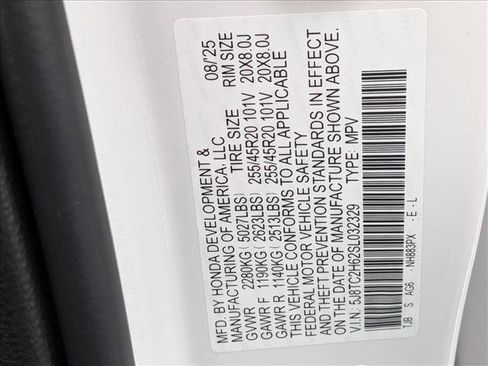 MFD. BY HONDA DEVELOPMENT & 08/25
MANUFACTURING OF AMERICA, LLC
TIRE SIZE RIM SIZE
GVWR 2280KG (5027LBS)
GAWR F 1190KG (2623LBS) 255/45R20 101V 20X8.0J
GAWR R 1140KG (2513LBS) 255/45R20 101V 20X8.0J
THIS VEHICLE CONFORMS TO ALL APPLICABLE
FEDERAL MOTOR VEHICLE SAFETY
AND THEFT PREVENTION STANDARDS IN EFFECT
ON THE DATE OF MANUFACTURE SHOWN ABOVE.
V.I.N: 5J8TC2H62SL032329 TYPE: MPV
TJB S AG6 NH883PX E - L